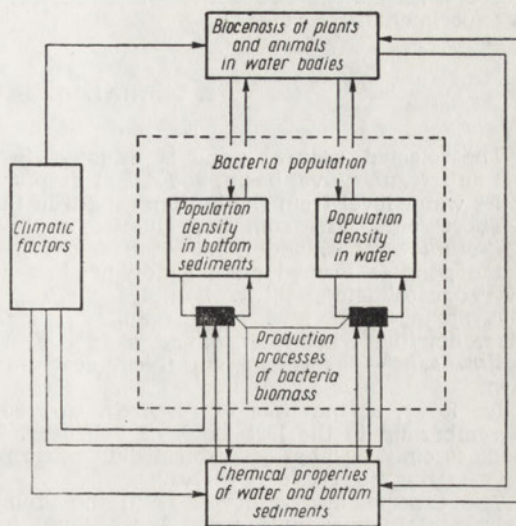 Biocenosis of plants
and animals
in water bodies
Bacteria population
Climatic
factors
Population
density
in bottom
sediments
Population
density
in water
Production
processes
of bacteria
biomass
Chemical properties
of water and bottom
sediments